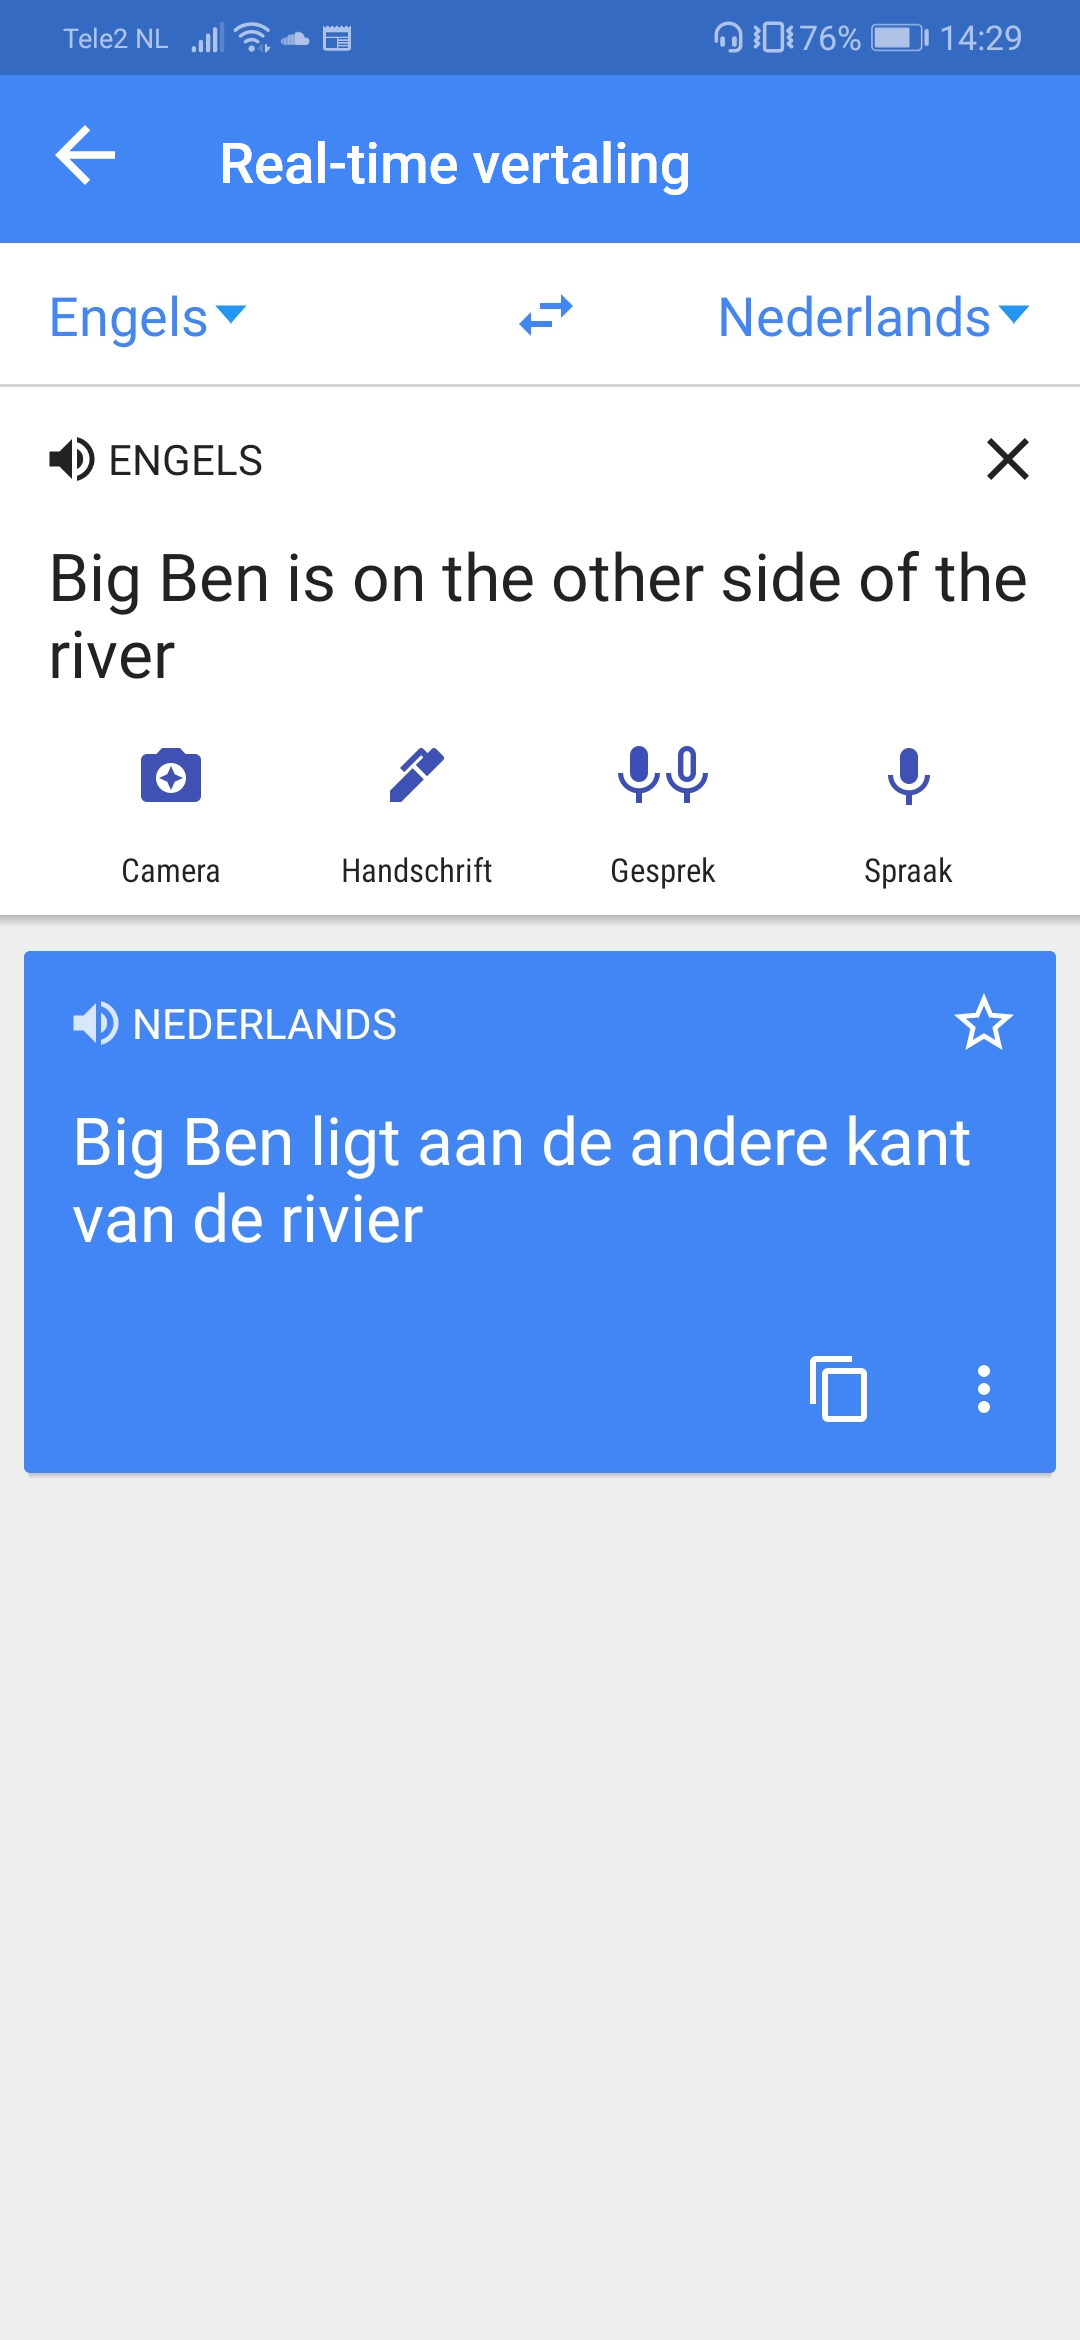 Tele2 NL 76% 14:29
Real-time vertaling
Engels Nederlands
ENGELS
Big Ben is on the other side of the
river
Camera Handschrift Gesprek Spraak
NEDERLANDS
Big Ben ligt aan de andere kant
van de rivier